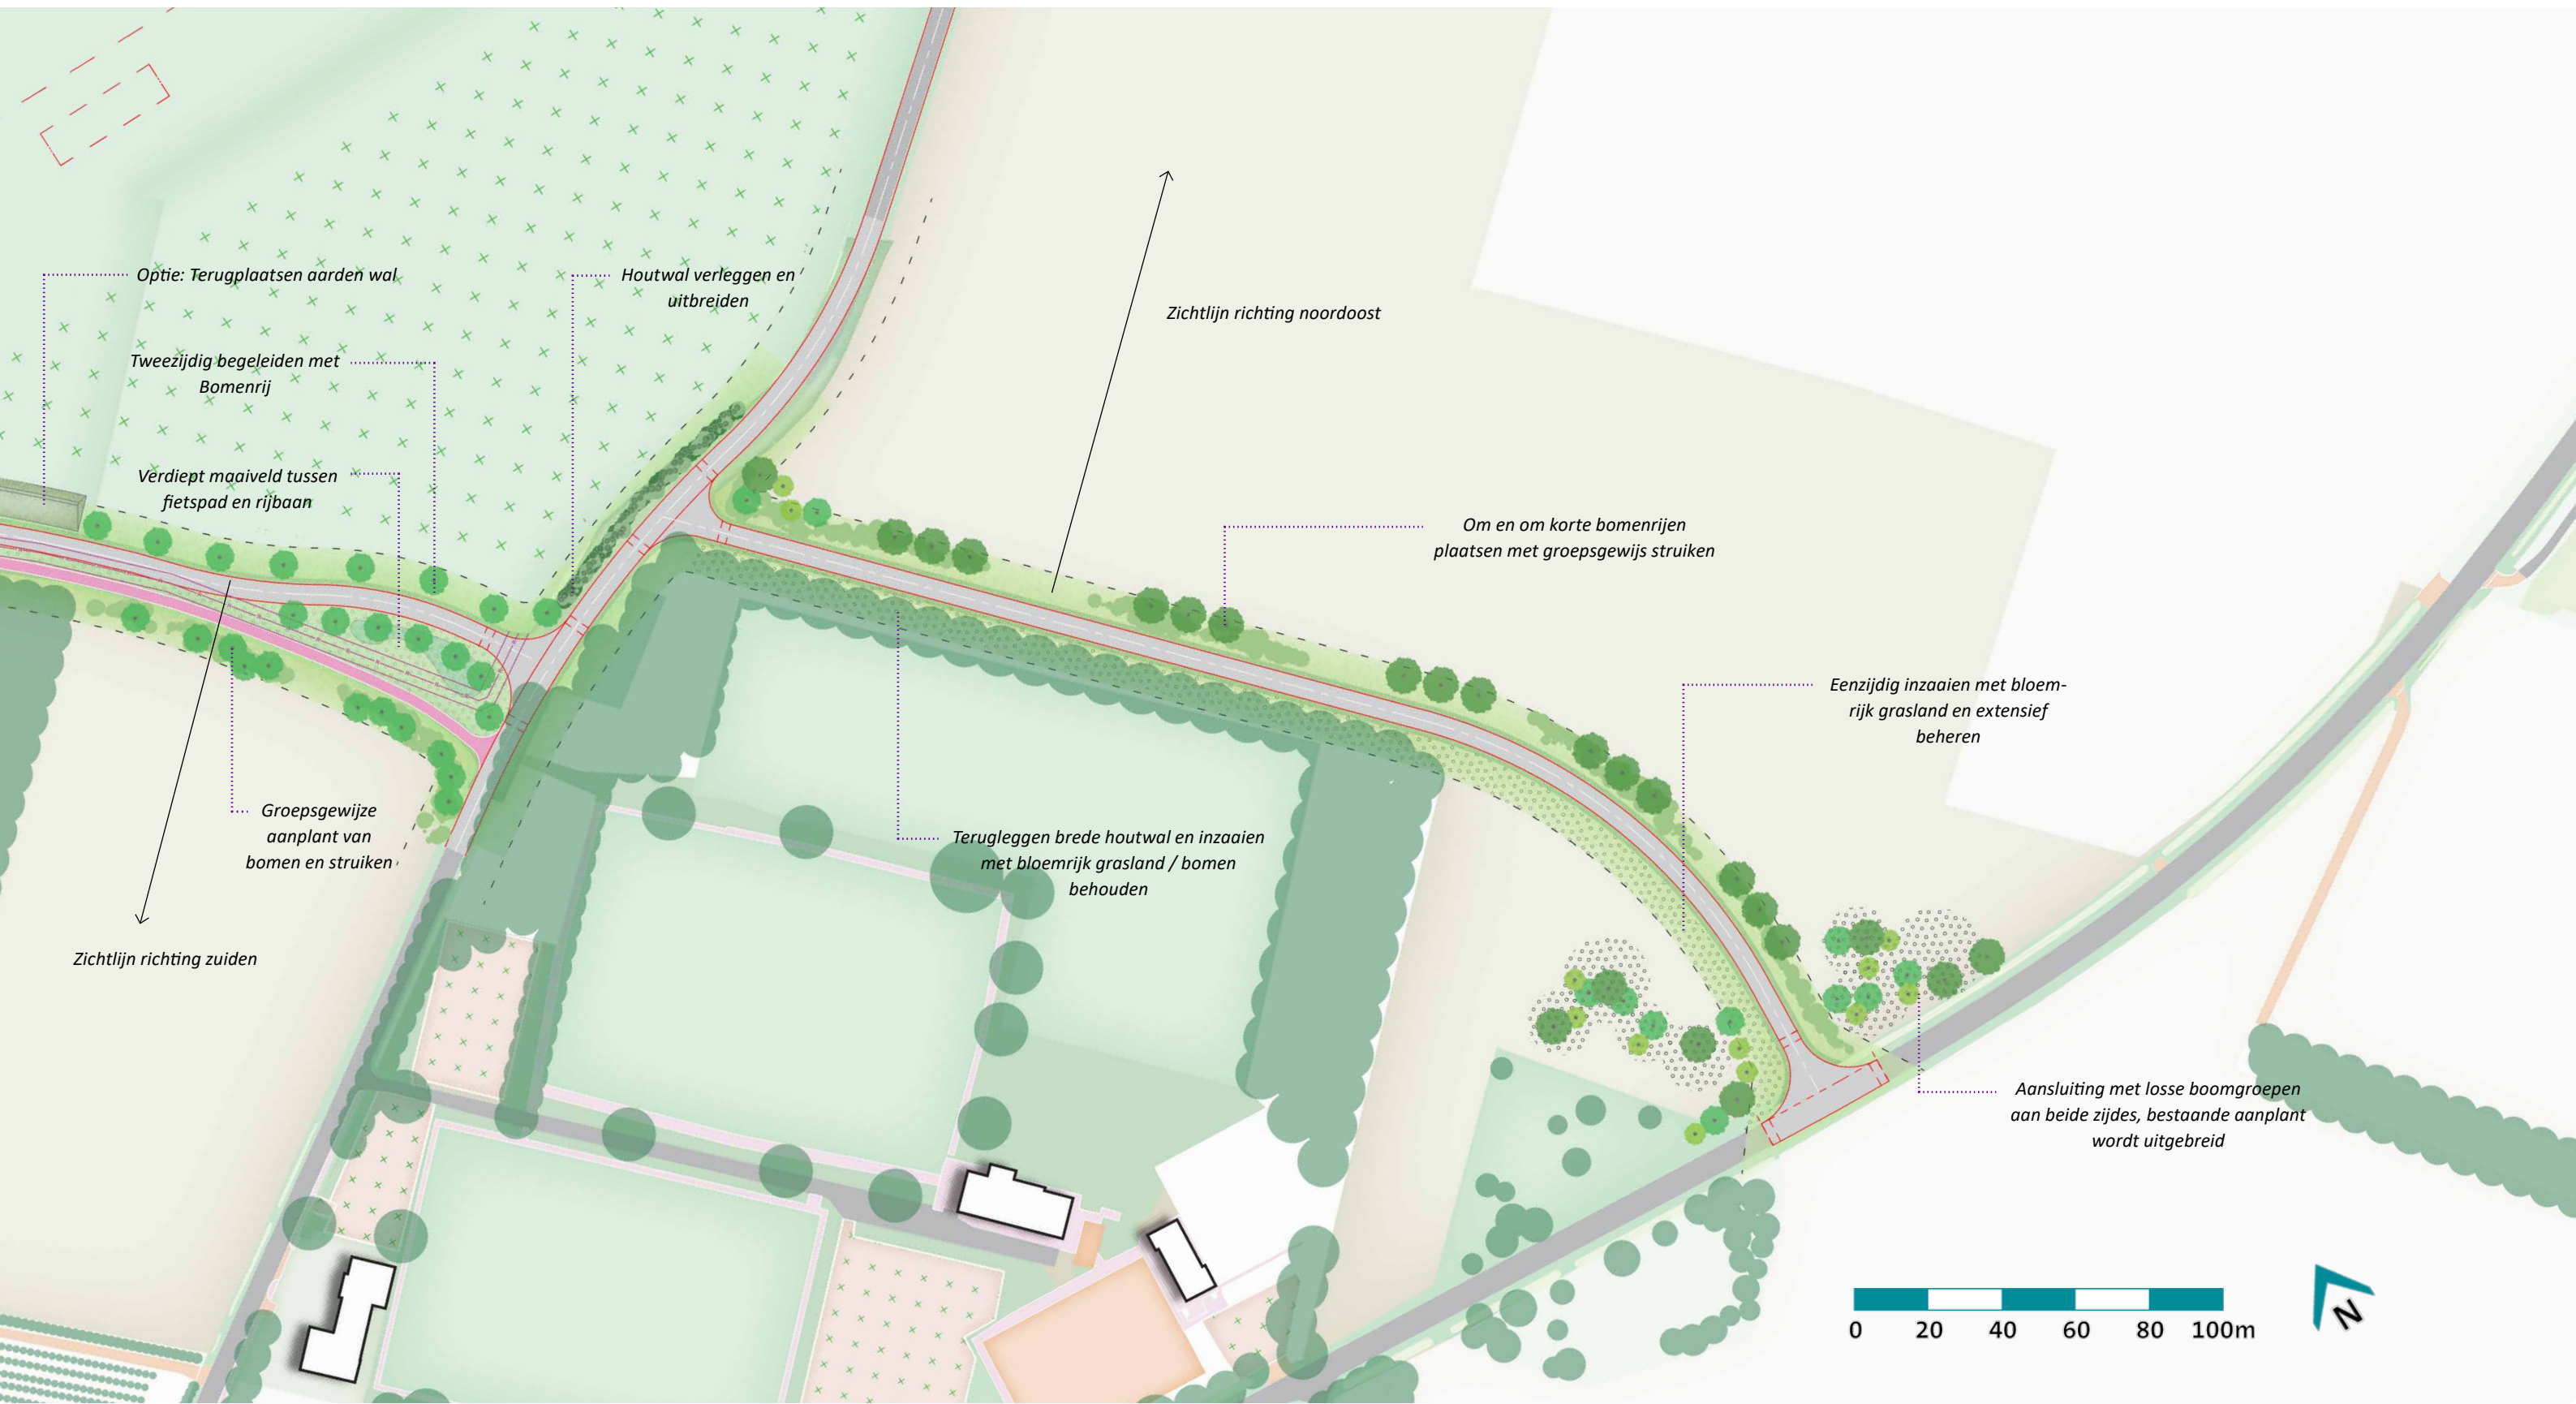 Optie: Terugplaatsen aarden wal
Houtwal verleggen en
uitbreiden
Zichtlijn richting noordoost
Tweezijdig begeleiden met
Bomenrij
Verdiept maaiveld tussen
fietspad en rijbaan
Om en om korte bomenrijen
plaatsen met groepsgewijs struiken
Eenzijdig inzaaien met bloem-
rijk grasland en extensief
beheren
Groepsgewijze
aanplant van
bomen en struiken
Terugleggen brede houtwal en inzaaien
met bloemrijk grasland / bomen
behouden
Zichtlijn richting zuiden
Aansluiting met losse boomgroepen
aan beide zijdes, bestaande aanplant
wordt uitgebreid
0 20 40 60 80 100m
N